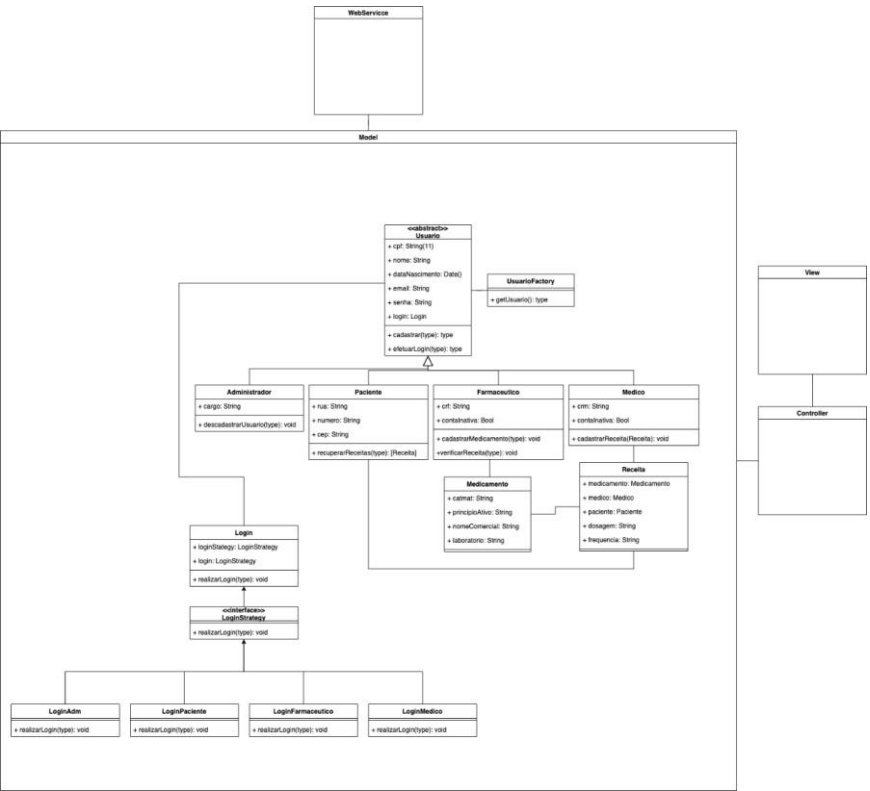 WebServicce
Model
<<abstract>>
Usuario
+ cpf: String(11)
+ nome: String
+ dataNascimento: Date()
+ email: String
+ senha: String
+ login: Login
+ cadastrar(type): type
+ efetuarLogin(type): type
UsuarioFactory
+ getUsuario(): type
View
Controller
Administrador
+ cargo: String
+ descadastrarUsuario(type): void
Paciente
+ rua: String
+ numero: String
+ cep: String
+ recuperarReceitas(type): [Receita]
Farmaceutico
+ crf: String
+ contaInativa: Bool
+ cadastrarMedicamento(type): void
+verificarReceita(type): void
Medico
+ crm: String
+ contaInativa: Bool
+ cadastrarReceita(Receita): void
Medicamento
+ catmat: String
+ principioAtivo: String
+ nomeComercial: String
+ laboratorio: String
Receita
+ medicamento: Medicamento
+ medico: Medico
+ paciente: Paciente
+ dosagem: String
+ frequencia: String
Login
+ loginStategy: LoginStrategy
+ login: LoginStrategy
+ realizarLogin(type): void
<<interface>>
LoginStrategy
+ realizarLogin(type): void
LoginAdm
+ realizarLogin(type): void
LoginPaciente
+ realizarLogin(type): void
LoginFarmaceutico
+ realizarLogin(type): void
LoginMedico
+ realizarLogin(type): void